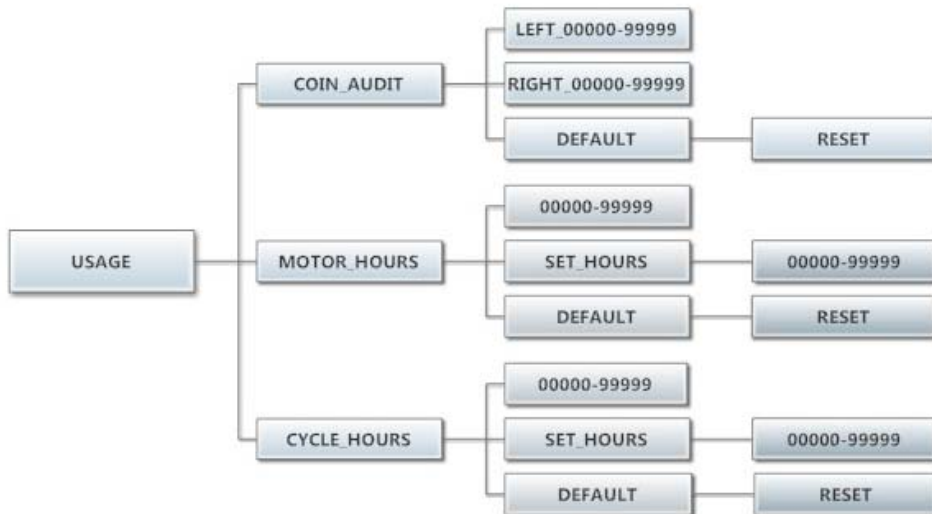 LEFT_00000-99999
COIN_AUDIT
RIGHT_00000-99999
DEFAULT
RESET
00000-99999
USAGE
MOTOR_HOURS
SET_HOURS
00000-99999
DEFAULT
RESET
00000-99999
CYCLE_HOURS
SET_HOURS
00000-99999
DEFAULT
RESET